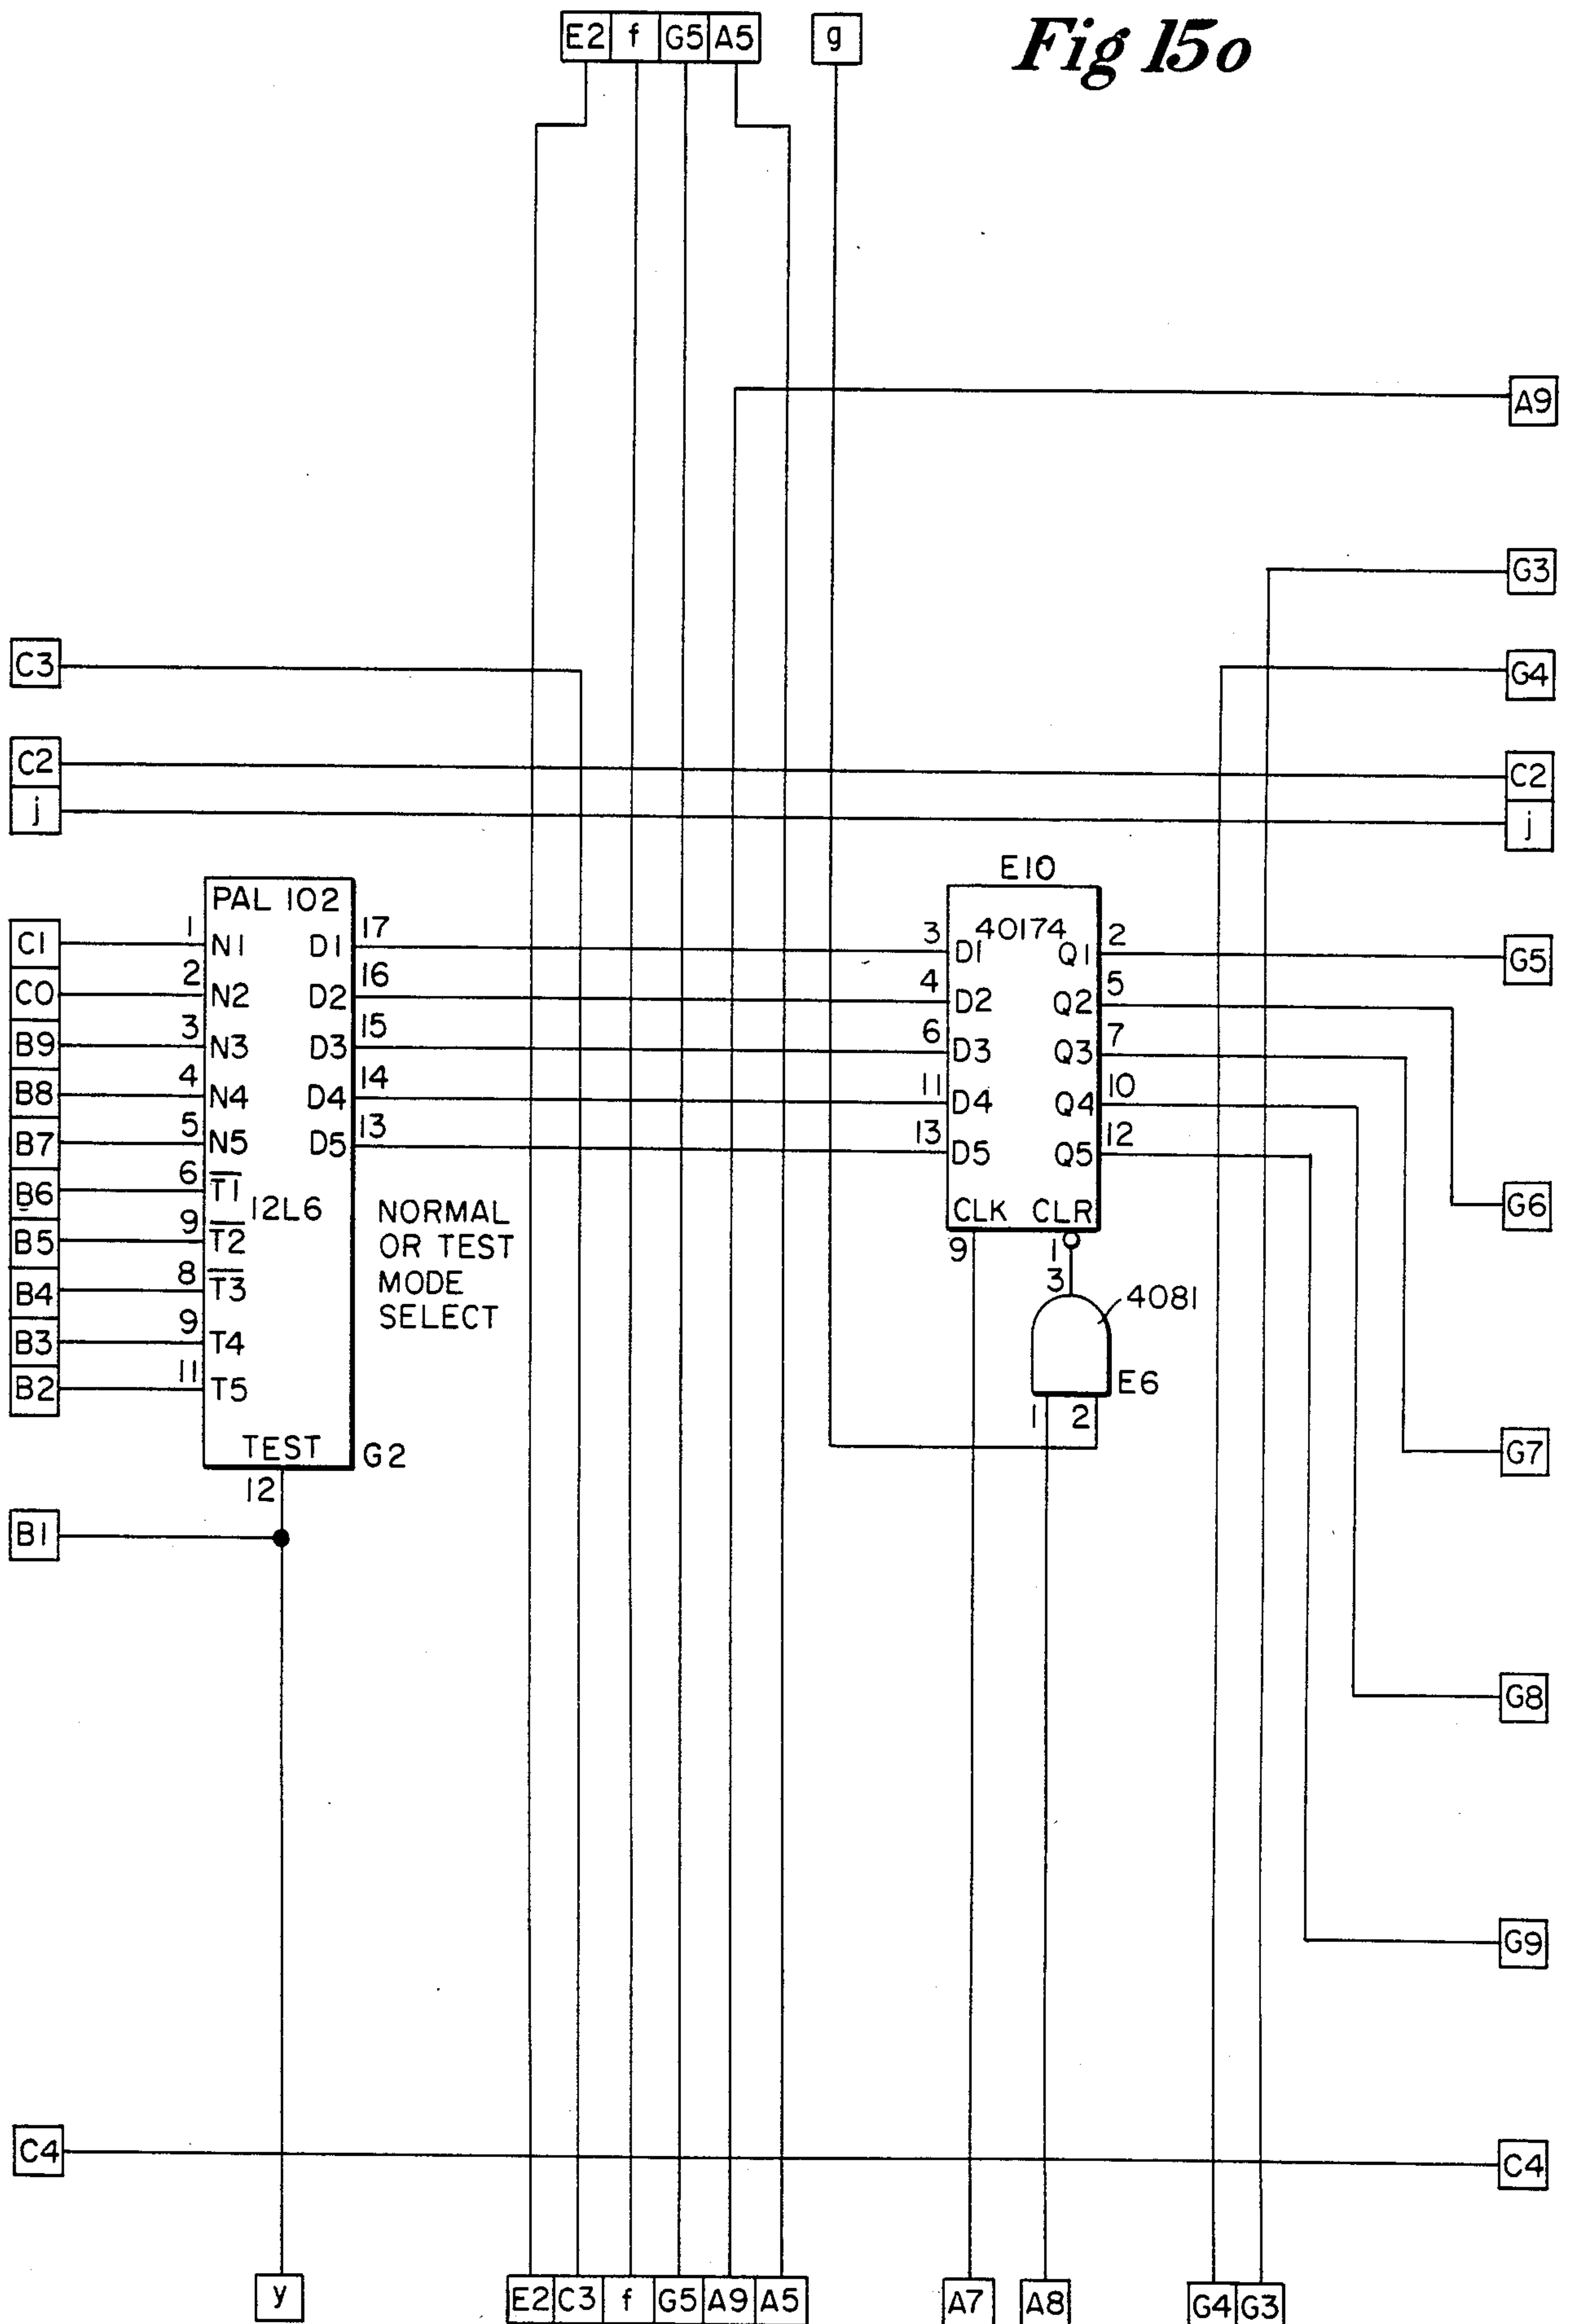 Fig 15o
E2 f G5 A5
g
A9
G3
C3
G4
C2
C2
j
j
E10
PAL 102
40174
C1 1 N1 D1 17 3 D1 Q1 2 G5
C0 2 N2 D2 16 4 D2 Q2 5
B9 3 N3 D3 15 6 D3 Q3 7
B8 4 N4 D4 14 11 D4 Q4 10
B7 5 N5 D5 13 13 D5 Q5 12
B6 6 T̅1̅
12L6
B5 9 T̅2̅
B4 8 T̅3̅
B3 9 T4
B2 11 T5
TEST G2
12
NORMAL
OR TEST
MODE
SELECT
CLK CLR
9 1
3
4081
E6
1 2
G6
G7
B1
G8
G9
C4
C4
y
E2 C3 f G5 A9 A5
A7
A8
G4 G3